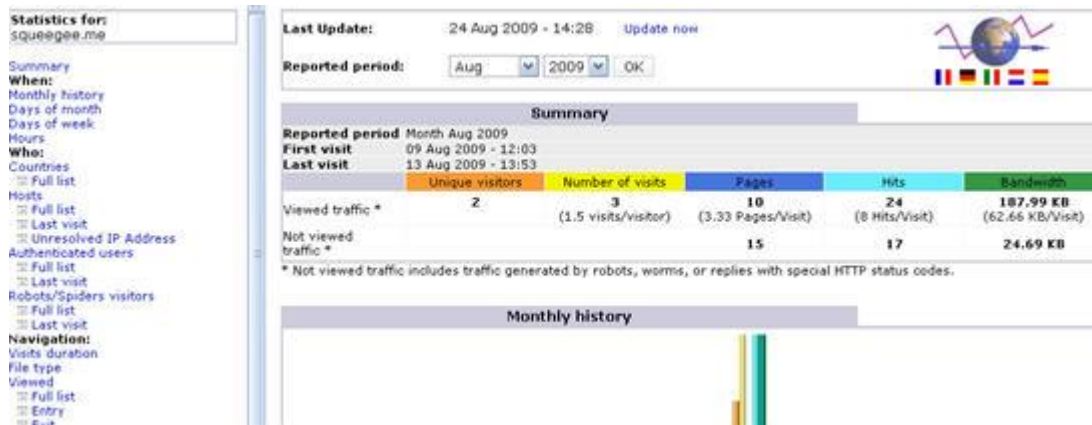 Statistics for:
squeegee.me
Summary
When:
Monthly history
Days of month
Days of week
Hours
Who:
Countries
Full list
Hosts
Full list
Last visit
Unresolved IP Address
Authenticated users
Full list
Last visit
Robots/Spiders visitors
Full list
Last visit
Navigation:
Visits duration
File type
Viewed
Full list
Entry
Exit
Last Update: 24 Aug 2009 - 14:28 Update now
Reported period: Aug 2009 OK
Summary
Reported period Month Aug 2009
First visit 09 Aug 2009 - 12:03
Last visit 13 Aug 2009 - 13:53
Unique visitors Number of visits Pages Hits Bandwidth
Viewed traffic * 2 3 10 24 187.99 KB
(1.5 visits/visitor) (3.33 Pages/Visit) (8 Hits/Visit) (62.66 KB/Visit)
Not viewed
traffic * 15 17 24.69 KB
* Not viewed traffic includes traffic generated by robots, worms, or replies with special HTTP status codes.
Monthly history